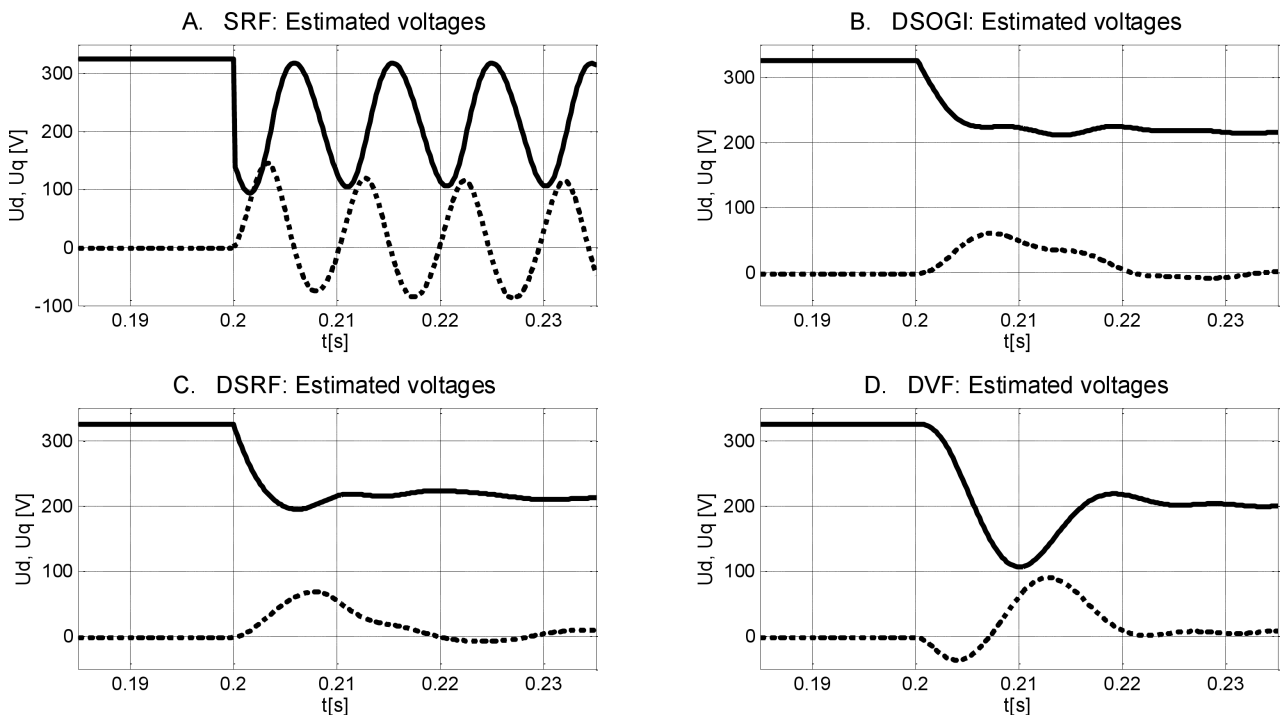 A. SRF: Estimated voltages
300
200
100
0
-100
Ud, Uq [V]
0.19 0.2 0.21 0.22 0.23
t[s]
B. DSOGI: Estimated voltages
300
200
100
0
Ud, Uq [V]
0.19 0.2 0.21 0.22 0.23
t[s]
C. DSRF: Estimated voltages
300
200
100
0
Ud, Uq [V]
0.19 0.2 0.21 0.22 0.23
t[s]
D. DVF: Estimated voltages
300
200
100
0
Ud, Uq [V]
0.19 0.2 0.21 0.22 0.23
t[s]